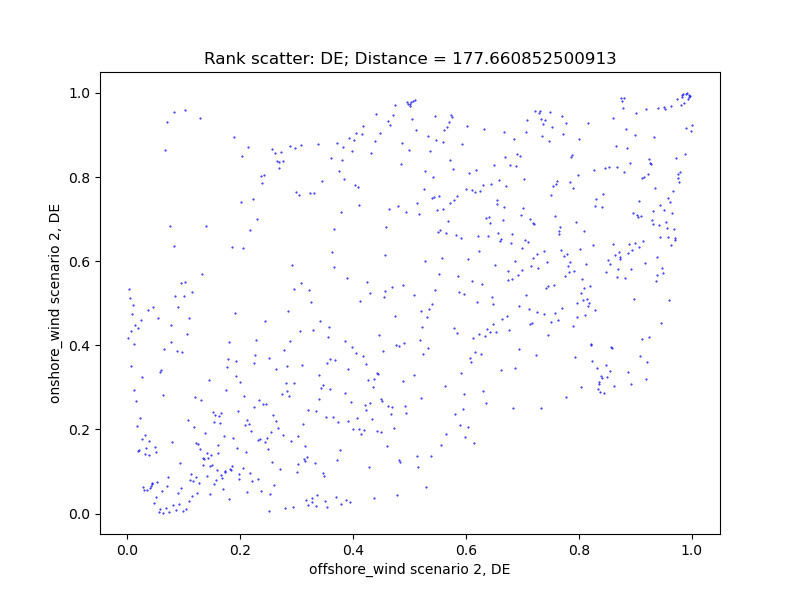 Rank scatter: DE; Distance = 177.660852500913
1.0
0.8
0.6
0.4
0.2
0.0
onshore_wind scenario 2, DE
0.0 0.2 0.4 0.6 0.8 1.0
offshore_wind scenario 2, DE